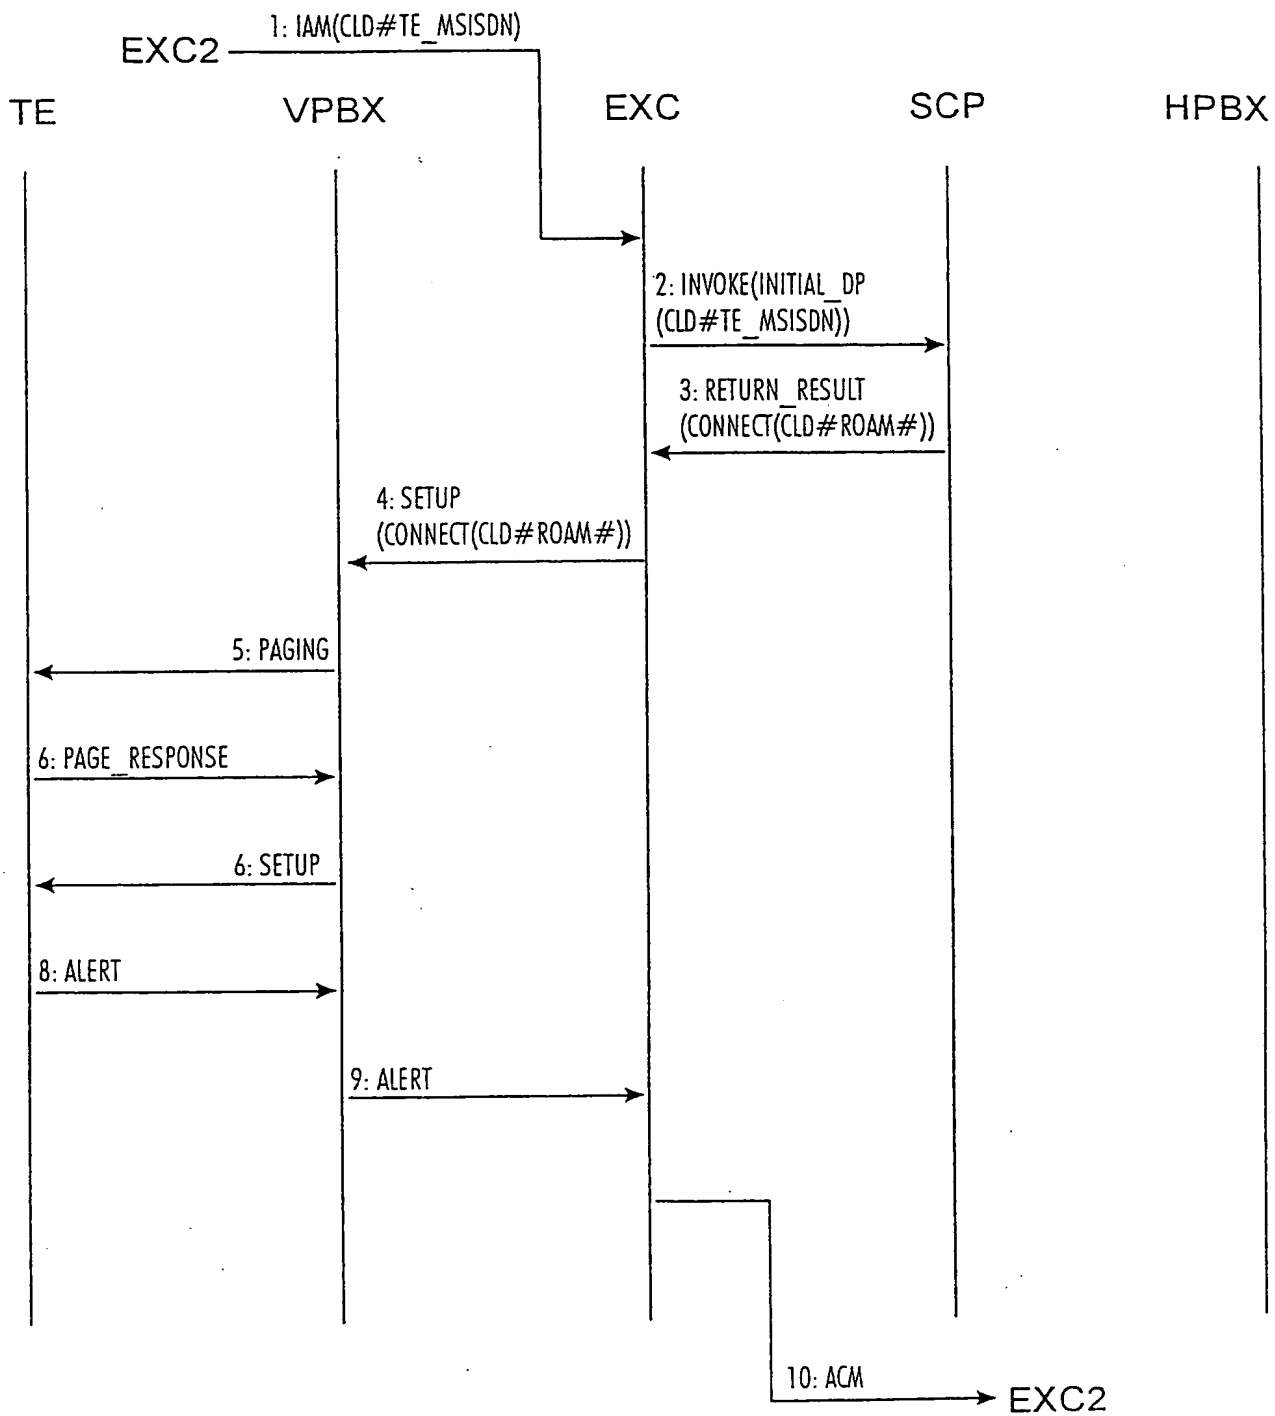 1: IAM(CLD#TE_MSISDN)
EXC2
TE
VPBX
EXC
SCP
HPBX
2: INVOKE(INITIAL_DP
(CLD#TE_MSISDN))
3: RETURN_RESULT
(CONNECT(CLD#ROAM#))
4: SETUP
(CONNECT(CLD#ROAM#))
5: PAGING
6: PAGE_RESPONSE
6: SETUP
8: ALERT
9: ALERT
10: ACM
EXC2